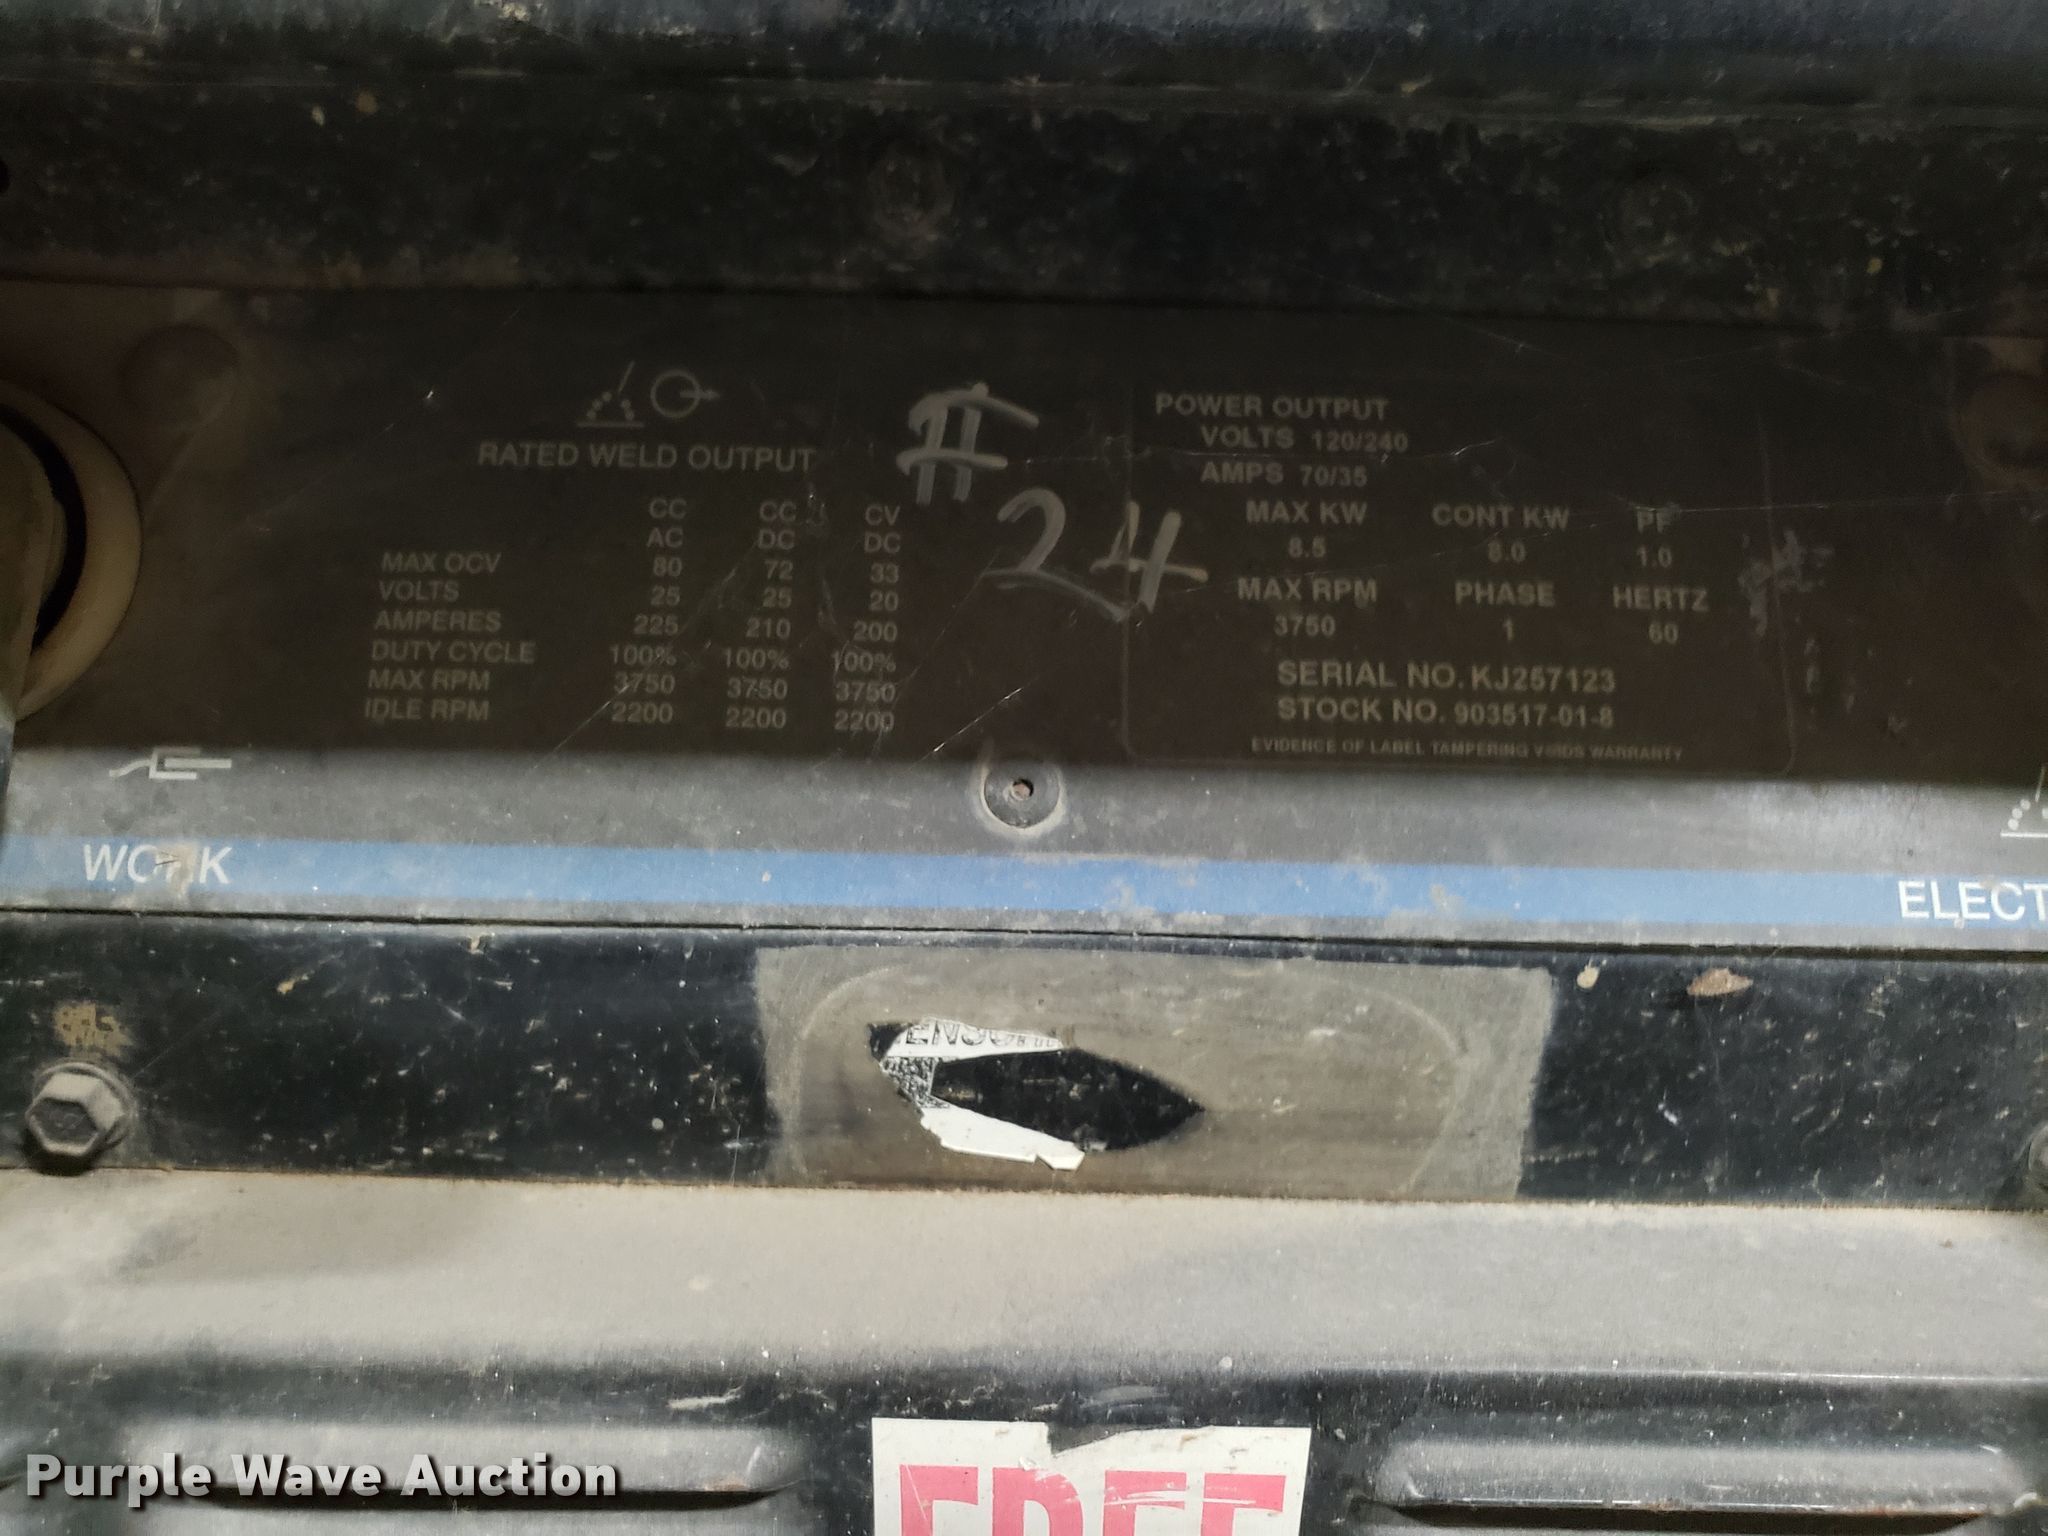 RATED WELD OUTPUT
CC CC CV
AC DC DC
MAX OCV 80 72 33
VOLTS 25 25 20
AMPERES 225 210 200
DUTY CYCLE 100% 100% 100%
MAX RPM 3750 3750 3750
IDLE RPM 2200 2200 2200
#
24
POWER OUTPUT
VOLTS 120/240
AMPS 70/35
MAX KW CONT KW PF
8.5 8.0 1.0
MAX RPM PHASE HERTZ
3750 1 60
SERIAL NO. KJ257123
STOCK NO. 903517-01-8
EVIDENCE OF LABEL TAMPERING VOIDS WARRANTY
WORK
ELECT
FREE
Purple Wave Auction